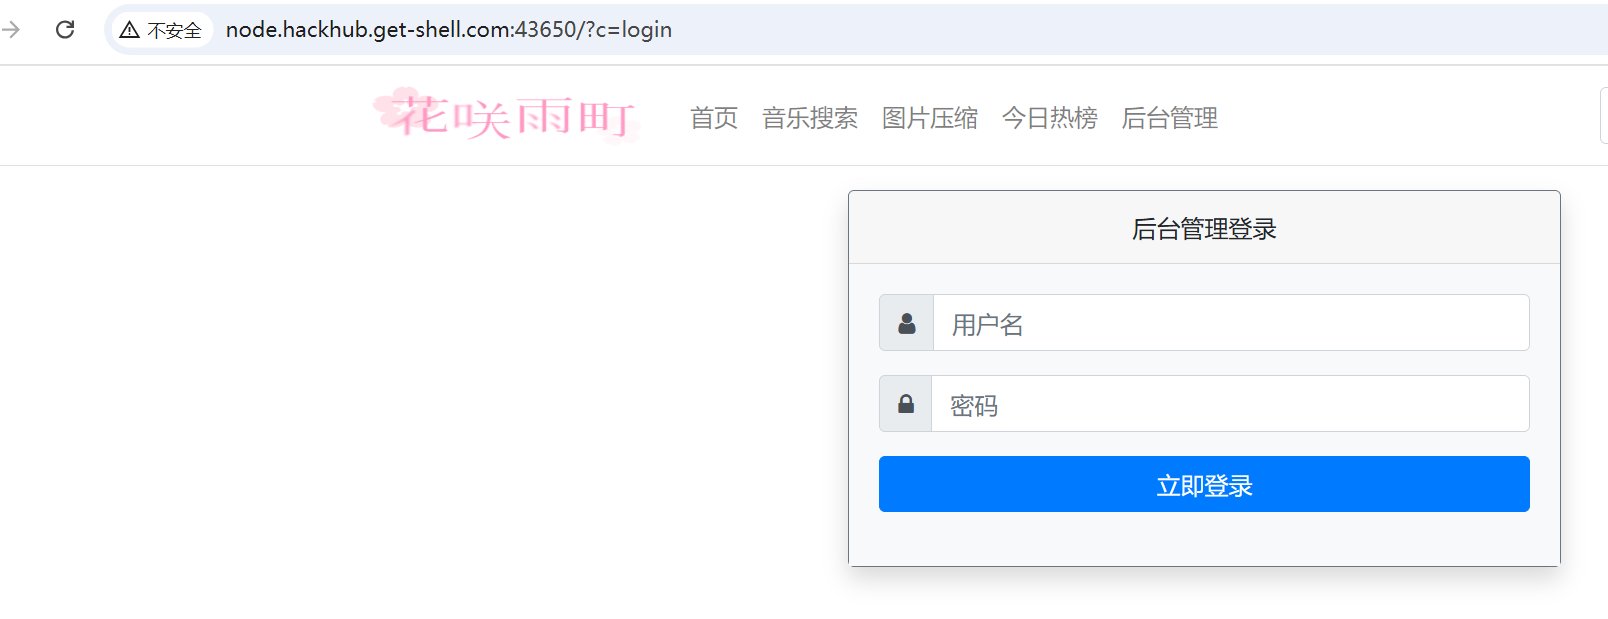 不安全 node.hackhub.get-shell.com:43650/?c=login
花咲雨町 首页 音乐搜索 图片压缩 今日热榜 后台管理
后台管理登录
用户名
密码
立即登录